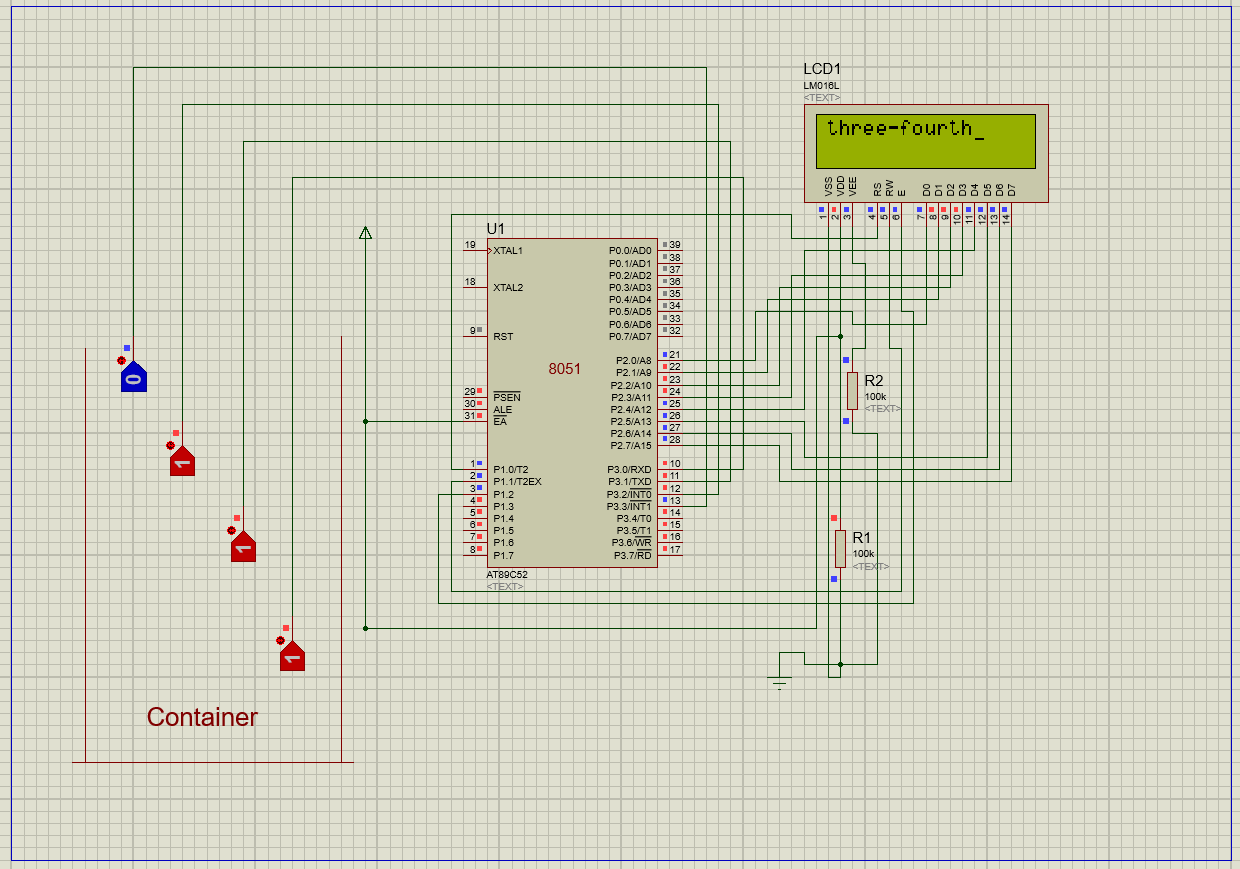 LCD1
LM016L
<TEXT>
three-fourth_
VSS VDD VEE RS RW E D0 D1 D2 D3 D4 D5 D6 D7
1 2 3 4 5 6 7 8 9 10 11 12 13 14
U1
19 XTAL1 P0.0/AD0 39
P0.1/AD1 38
P0.2/AD2 37
18 XTAL2 P0.3/AD3 36
P0.4/AD4 35
P0.5/AD5 34
P0.6/AD6 33
9 RST P0.7/AD7 32
8051
P2.0/A8 21
P2.1/A9 22
P2.2/A10 23
29 PSEN P2.3/A11 24
30 ALE P2.4/A12 25
31 EA P2.5/A13 26
P2.6/A14 27
P2.7/A15 28
1 P1.0/T2 P3.0/RXD 10
2 P1.1/T2EX P3.1/TXD 11
3 P1.2 P3.2/INT0 12
4 P1.3 P3.3/INT1 13
5 P1.4 P3.4/T0 14
6 P1.5 P3.5/T1 15
7 P1.6 P3.6/WR 16
8 P1.7 P3.7/RD 17
AT89C52
<TEXT>
R2
100k
<TEXT>
R1
100k
<TEXT>
0
1
1
1
Container